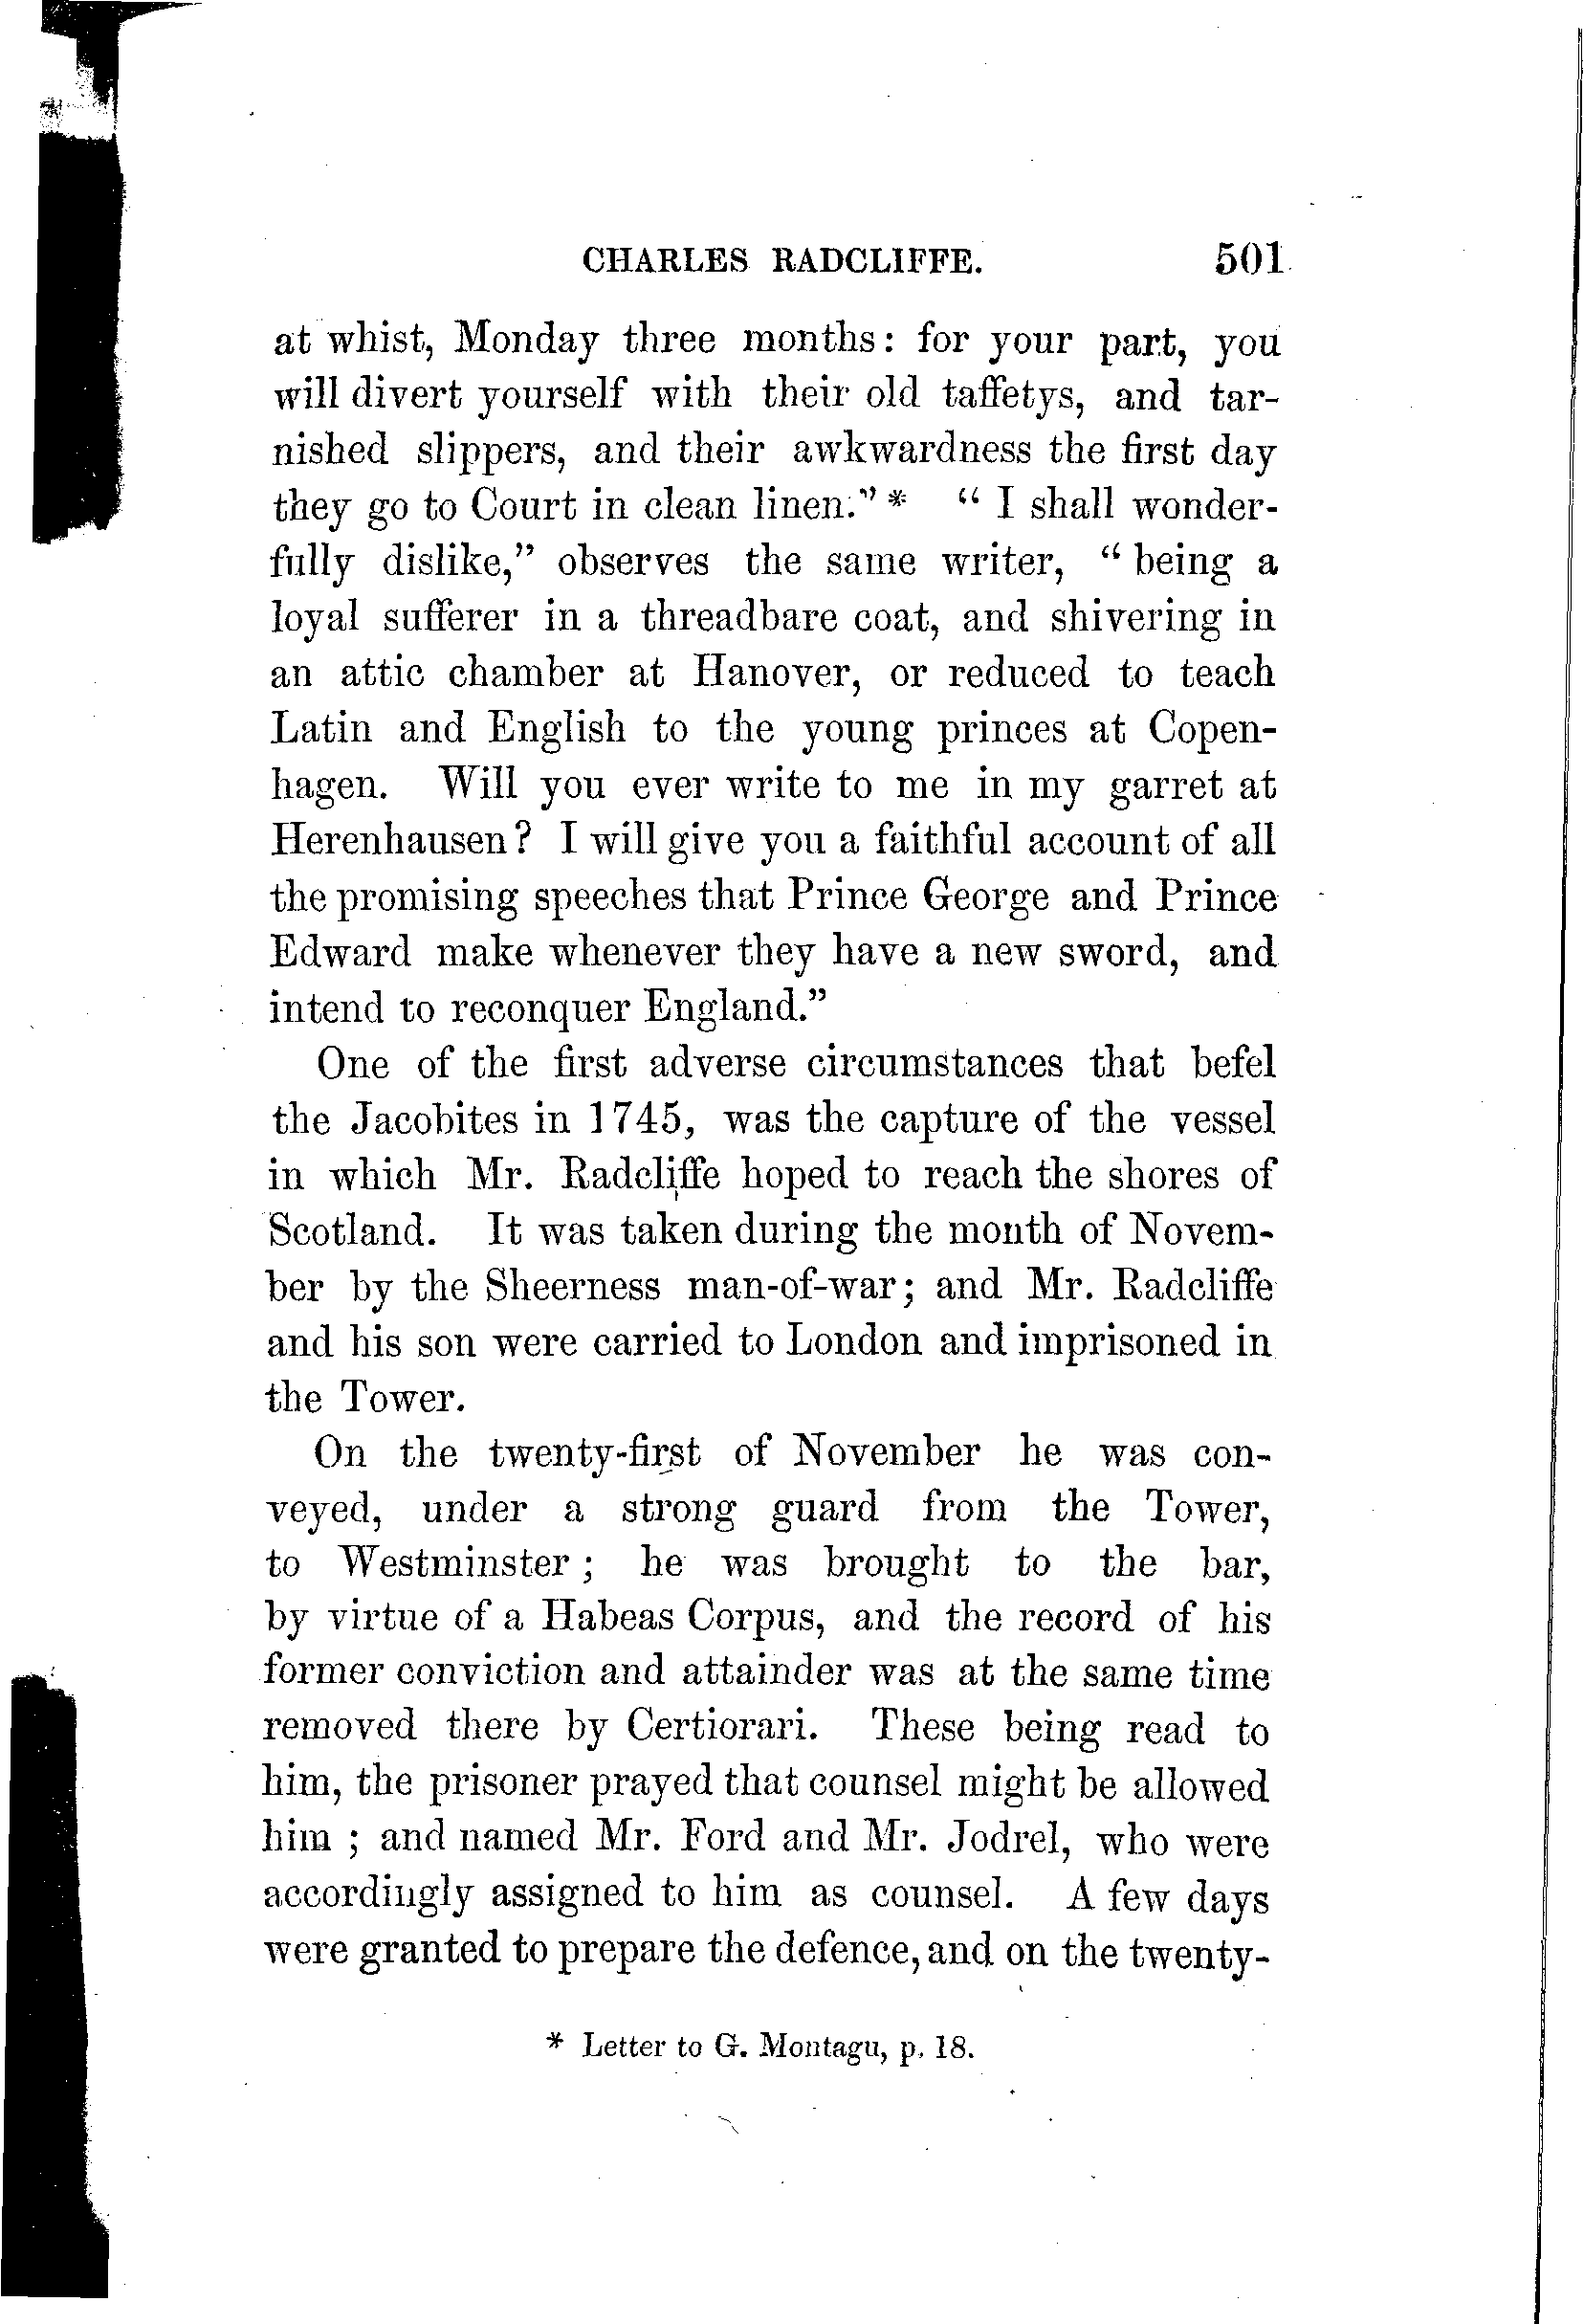 CHARLES RADCLIFFE. 501
at whist, Monday three months: for your part, you
will divert yourself with their old taffetys, and tar-
nished slippers, and their awkwardness the first day
they go to Court in clean linen." * " I shall wonder-
fully dislike," observes the same writer, " being a
loyal sufferer in a threadbare coat, and shivering in
an attic chamber at Hanover, or reduced to teach
Latin and English to the young princes at Copen-
hagen. Will you ever write to me in my garret at
Herenhausen? I will give you a faithful account of all
the promising speeches that Prince George and Prince
Edward make whenever they have a new sword, and
intend to reconquer England."
One of the first adverse circumstances that befel
the Jacobites in 1745, was the capture of the vessel
in which Mr. Radcliffe hoped to reach the shores of
Scotland. It was taken during the month of Novem-
ber by the Sheerness man-of-war; and Mr. Radcliffe
and his son were carried to London and imprisoned in
the Tower.
On the twenty-first of November he was con-
veyed, under a strong guard from the Tower,
to Westminster ; he was brought to the bar,
by virtue of a Habeas Corpus, and the record of his
former conviction and attainder was at the same time
removed there by Certiorari. These being read to
him, the prisoner prayed that counsel might be allowed
him ; and named Mr. Ford and Mr. Jodrel, who were
accordingly assigned to him as counsel. A few days
were granted to prepare the defence, and on the twenty-
* Letter to G. Montagu, p. 18.